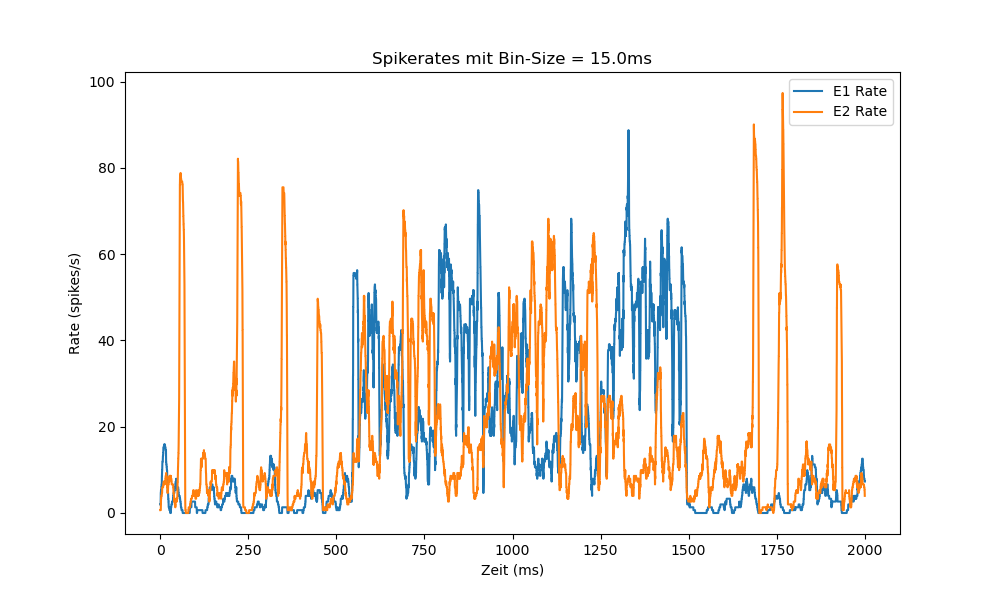 Spikerates mit Bin-Size = 15.0ms
E1 Rate
E2 Rate
Rate (spikes/s)
100
80
60
40
20
0
0 250 500 750 1000 1250 1500 1750 2000
Zeit (ms)